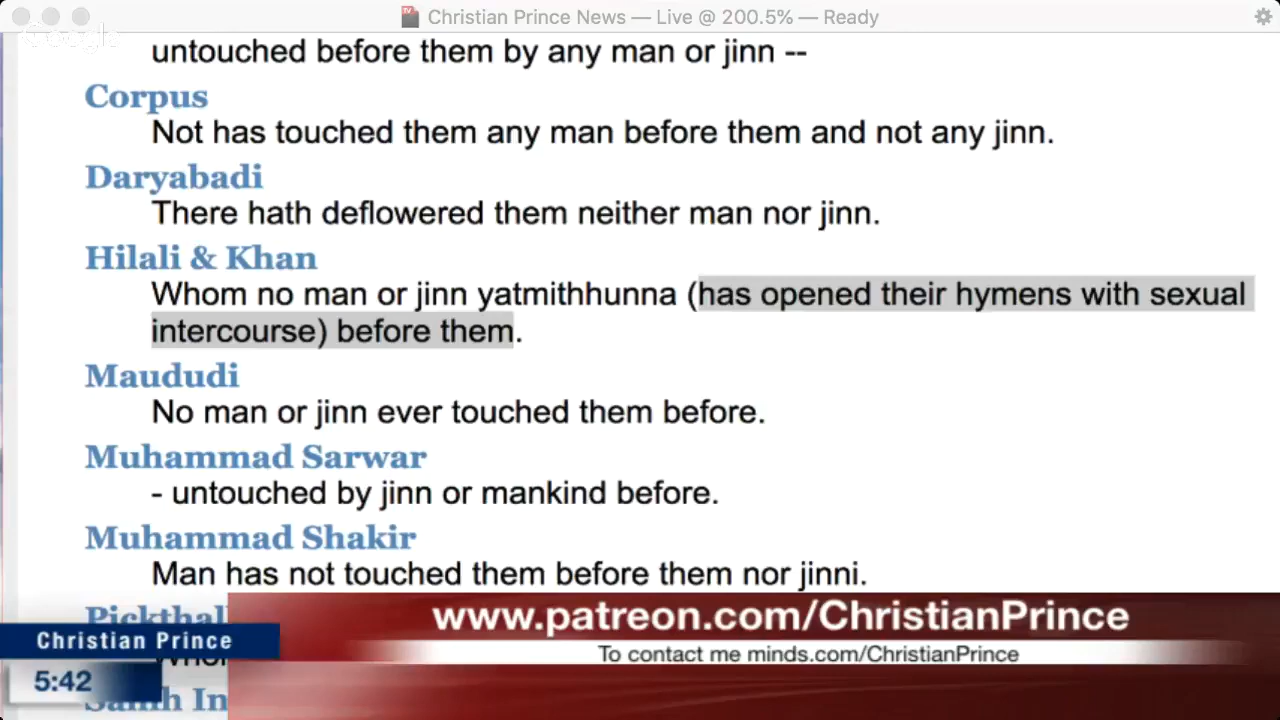 Christian Prince News — Live @ 200.5% — Ready
Google
untouched before them by any man or jinn --
Corpus
Not has touched them any man before them and not any jinn.
Daryabadi
There hath deflowered them neither man nor jinn.
Hilali & Khan
Whom no man or jinn yatmithhunna (has opened their hymens with sexual
intercourse) before them.
Maududi
No man or jinn ever touched them before.
Muhammad Sarwar
- untouched by jinn or mankind before.
Muhammad Shakir
Man has not touched them before them nor jinni.
Pickthall
www.patreon.com/ChristianPrince
Christian Prince
To contact me minds.com/ChristianPrince
5:42